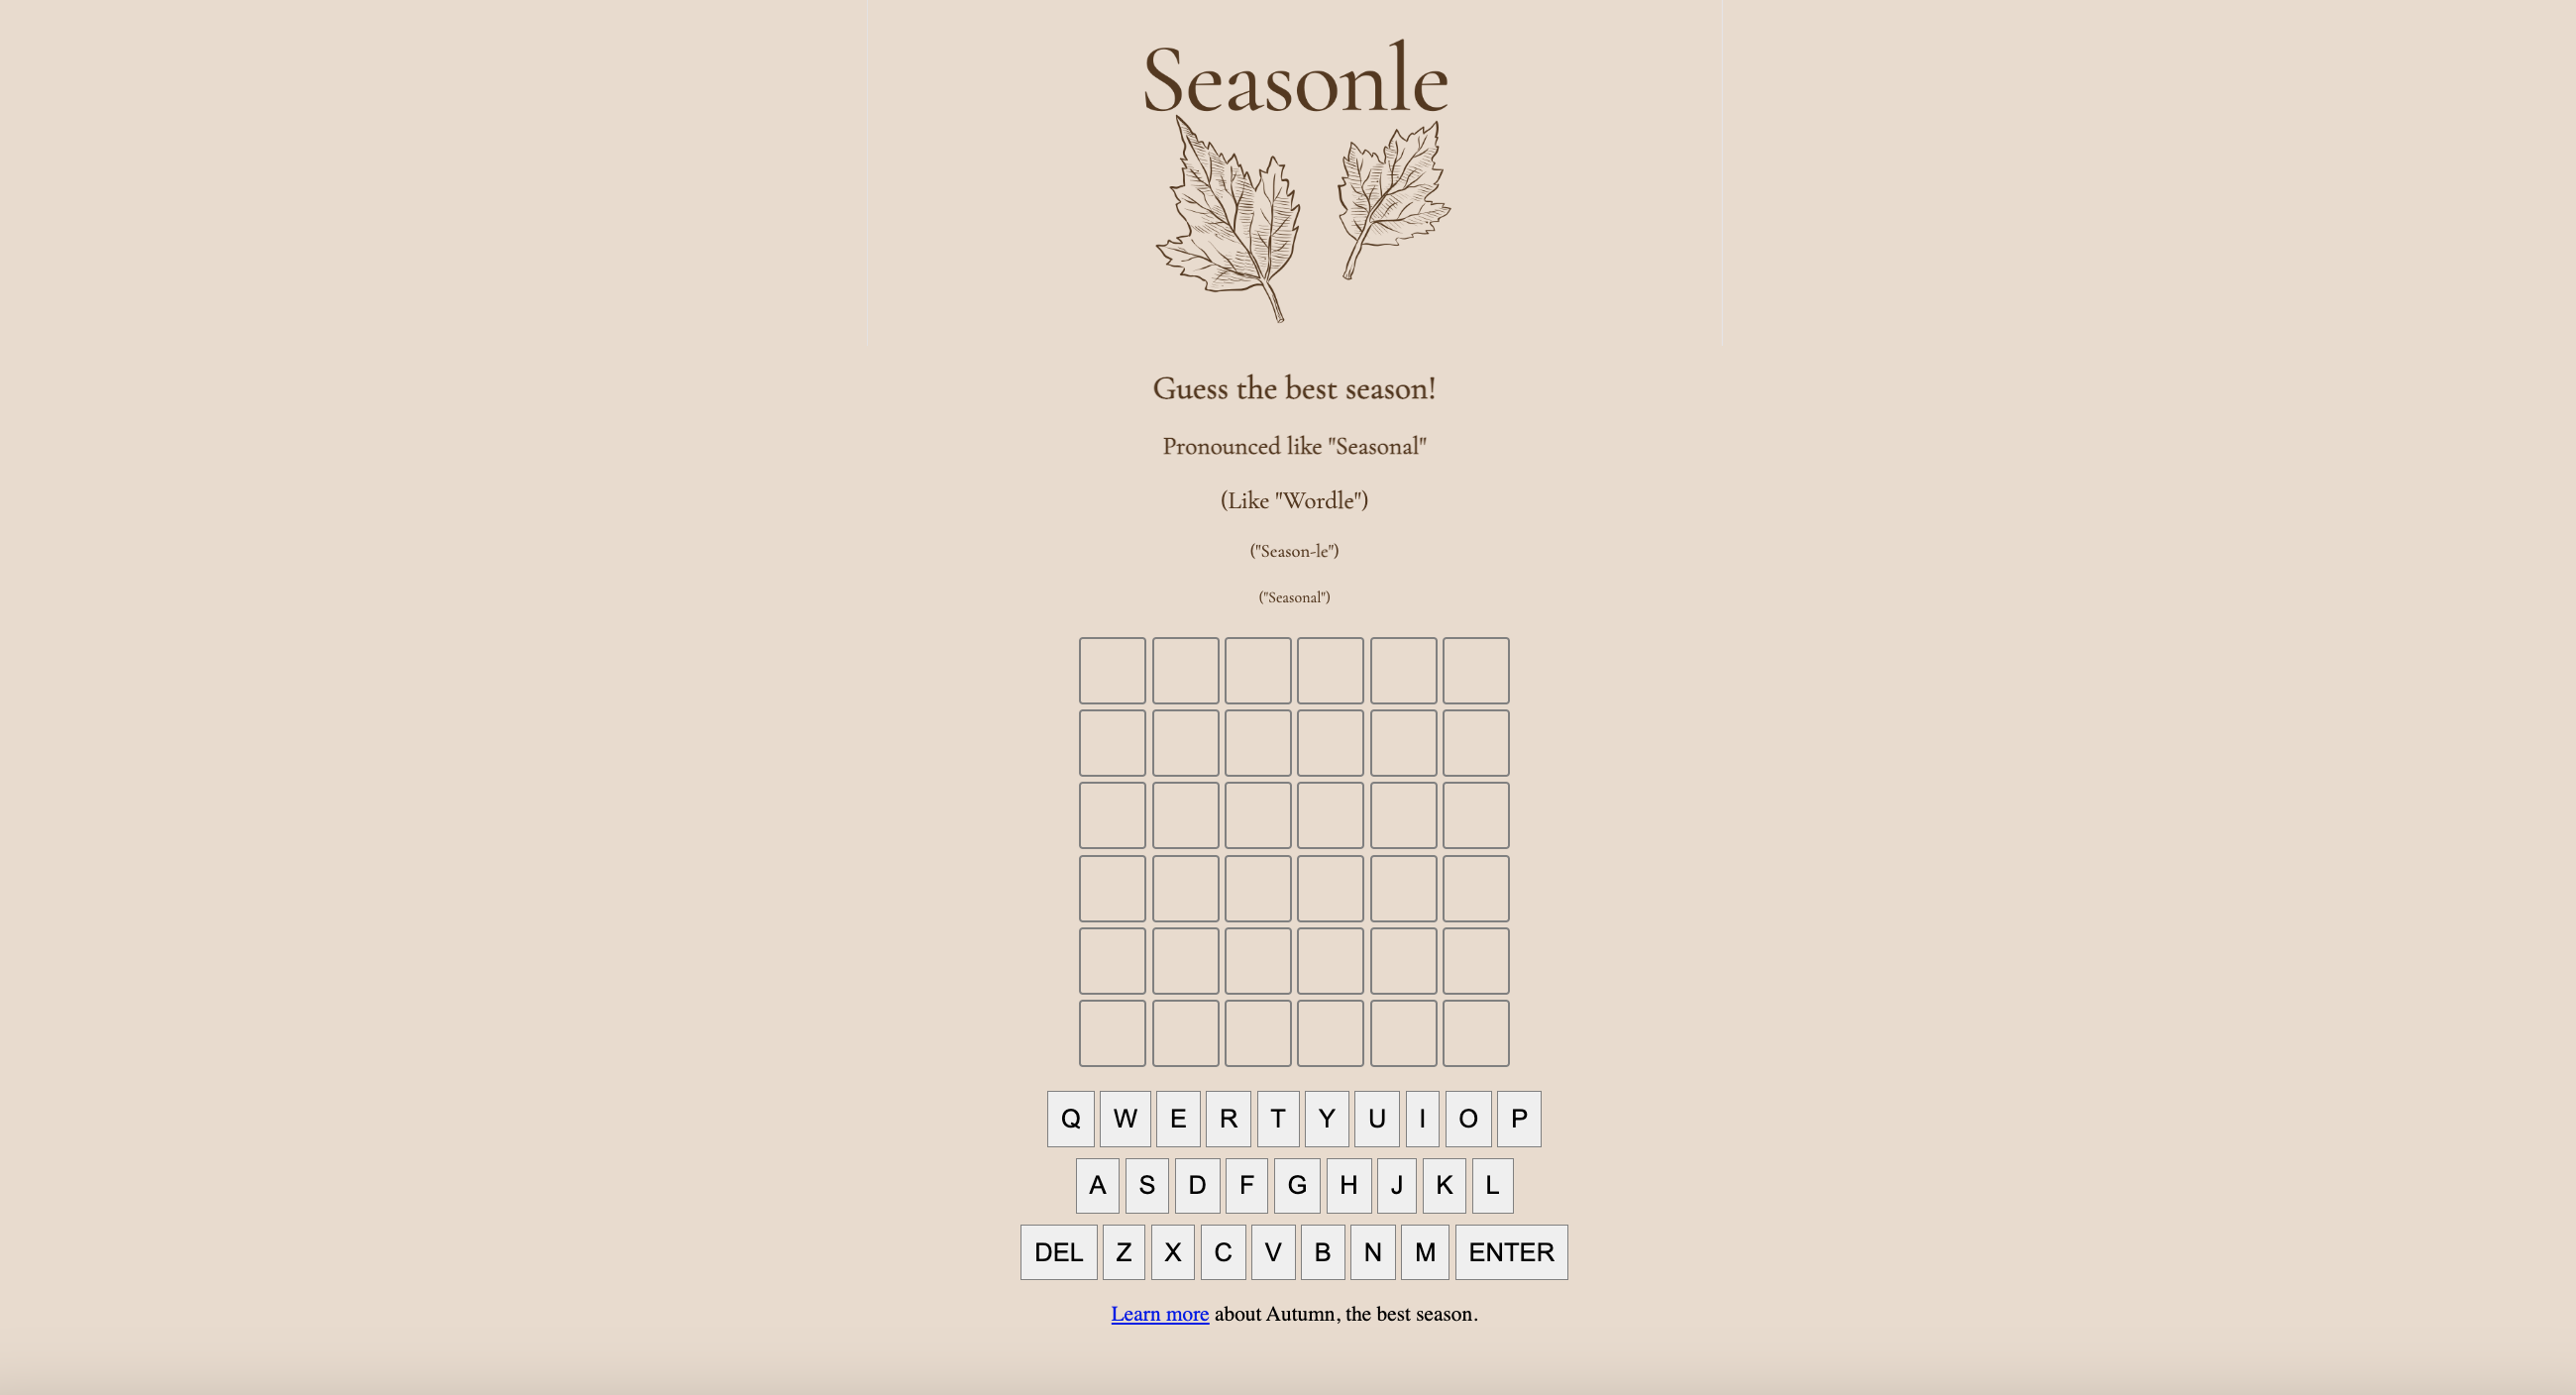 Seasonle
Guess the best season!
Pronounced like "Seasonal"
(Like "Wordle")
("Season-le")
("Seasonal")
Q W E R T Y U I O P
A S D F G H J K L
DEL Z X C V B N M ENTER
Learn more about Autumn, the best season.